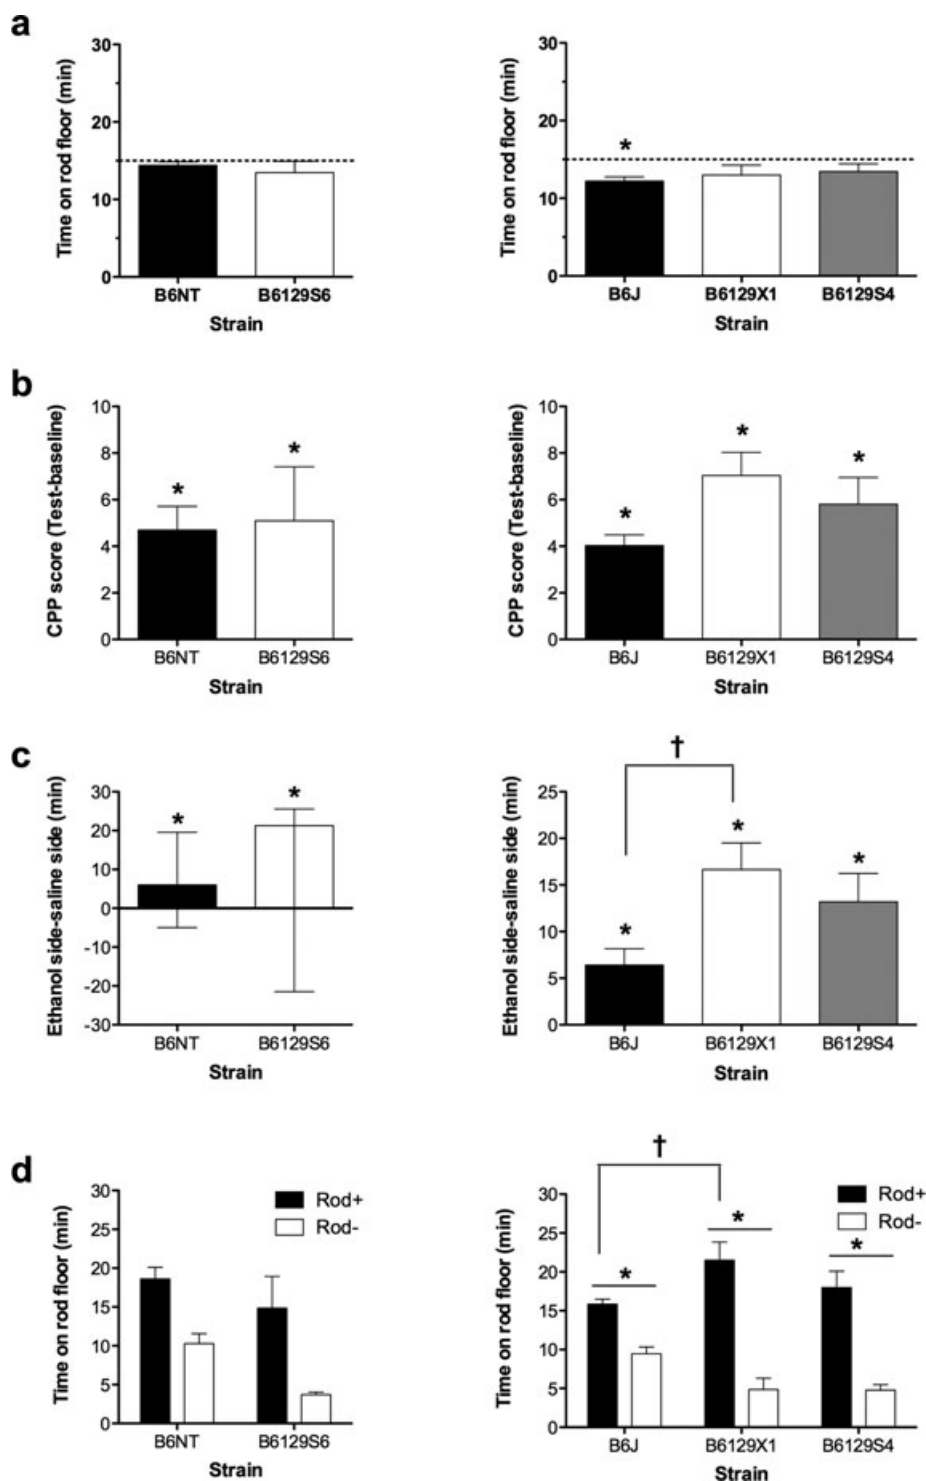 a
Time on rod floor (min)
30
20
10
0
B6NT B6129S6
Strain
Time on rod floor (min)
30
20
10
0
*
B6J B6129X1 B6129S4
Strain
b
CPP score (Test-baseline)
10
8
6
4
2
0
* *
B6NT B6129S6
Strain
CPP score (Test-baseline)
10
8
6
4
2
0
* * *
B6J B6129X1 B6129S4
Strain
c
Ethanol side-saline side (min)
30
20
10
0
-10
-20
-30
* *
B6NT B6129S6
Strain
Ethanol side-saline side (min)
25
20
15
10
5
0
†
* * *
B6J B6129X1 B6129S4
Strain
d
Time on rod floor (min)
30
25
20
15
10
5
0
Rod+
Rod-
B6NT B6129S6
Strain
Time on rod floor (min)
30
25
20
15
10
5
0
†
Rod+
Rod-
* * *
B6J B6129X1 B6129S4
Strain